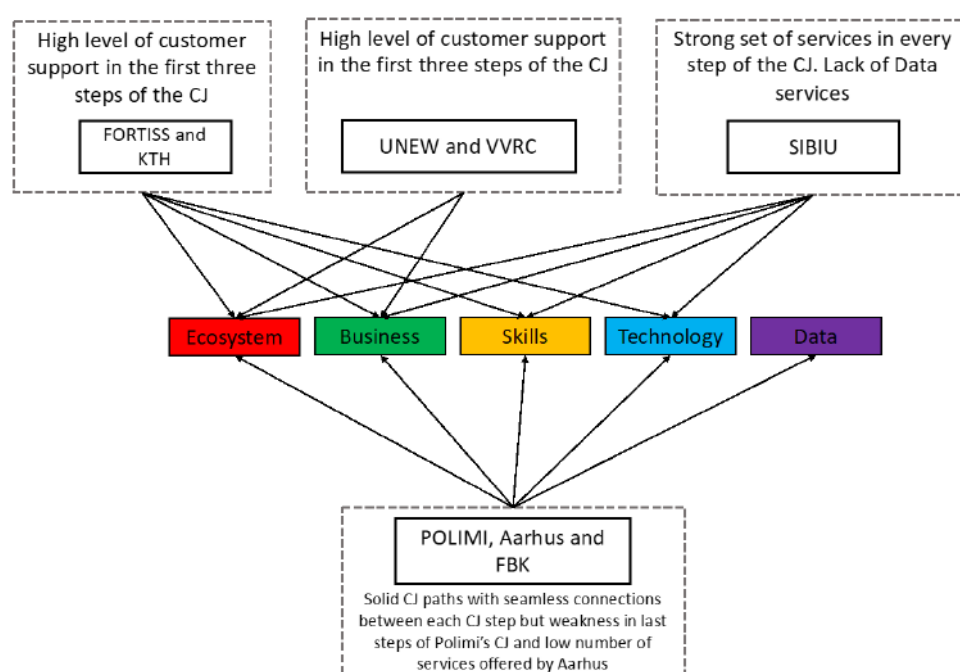 High level of customer
support in the first three
steps of the CJ
FORTISS and
KTH
High level of customer support
in the first three steps of the CJ
UNEW and VVRC
Strong set of services in every
step of the CJ. Lack of Data
services
SIBIU
Ecosystem
Business
Skills
Technology
Data
POLIMI, Aarhus and
FBK
Solid CJ paths with seamless connections
between each CJ step but weakness in last
steps of Polimi's CJ and low number of
services offered by Aarhus